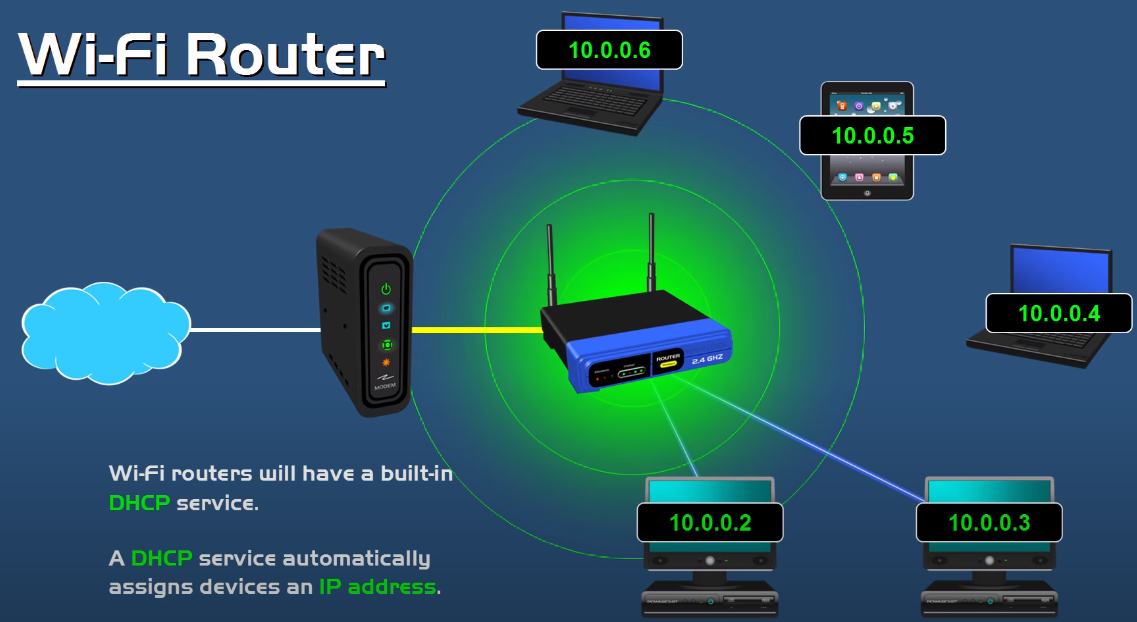 Wi-Fi Router
10.0.0.6
10.0.0.5
10.0.0.4
MODEM
ROUTER
2.4 GHZ
Wi-Fi routers will have a built-in
DHCP service.
A DHCP service automatically
assigns devices an IP address.
10.0.0.2
10.0.0.3